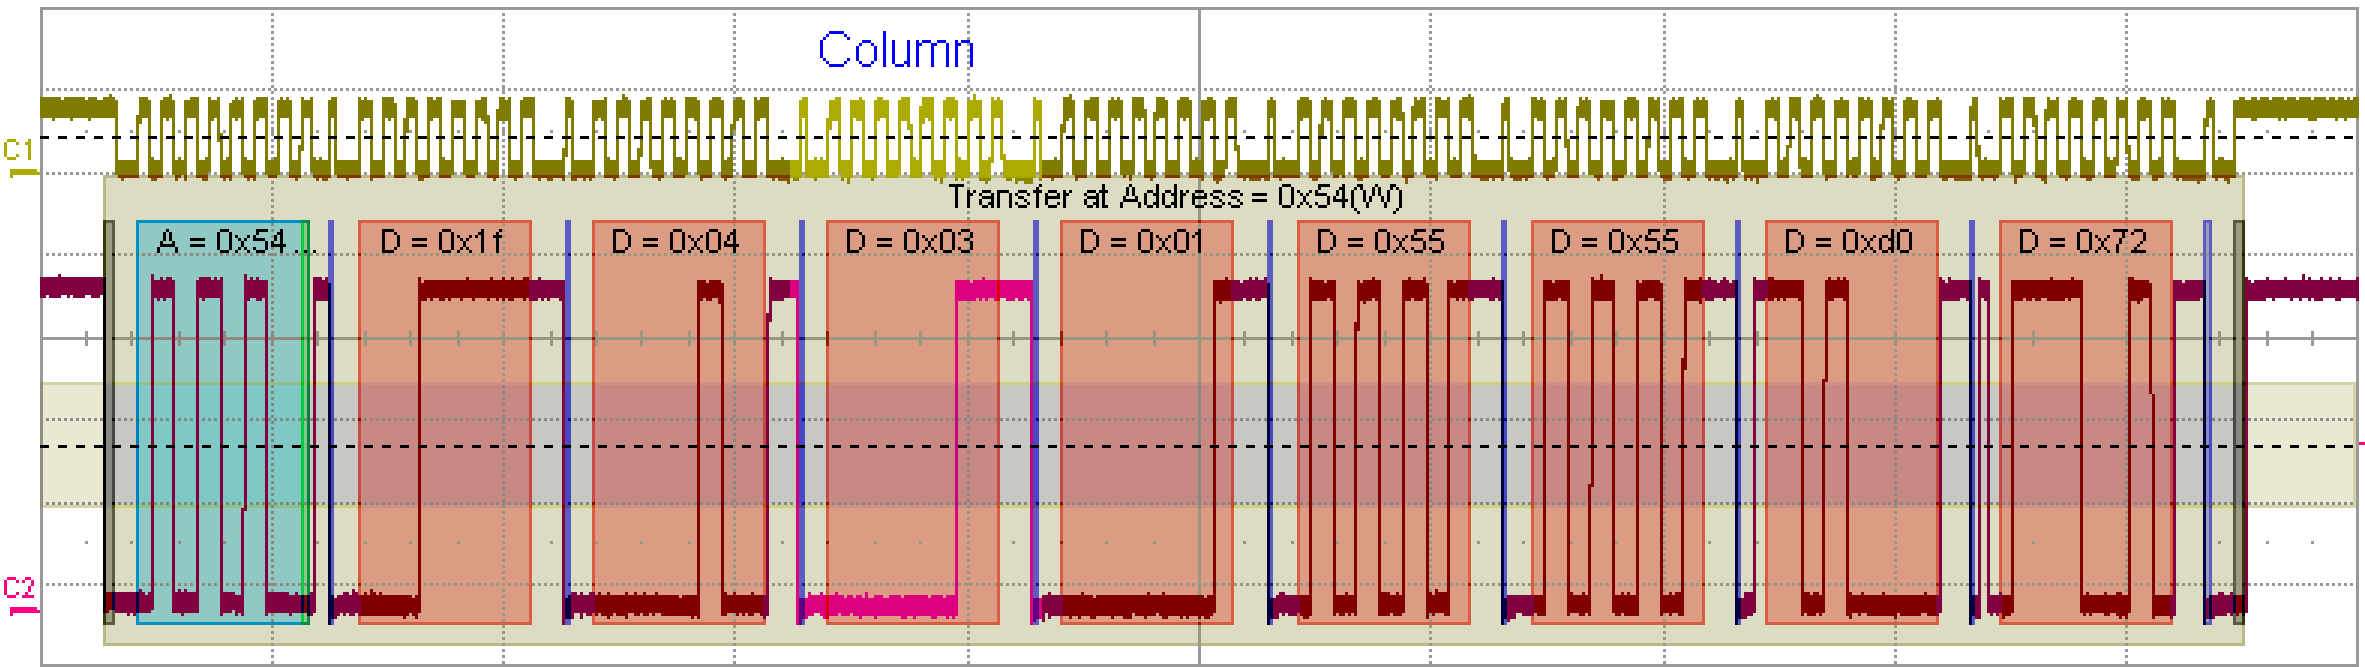 Column
C1
Transfer at Address = 0x54(W)
A = 0x54 ...
D = 0x1f
D = 0x04
D = 0x03
D = 0x01
D = 0x55
D = 0x55
D = 0xd0
D = 0x72
C2